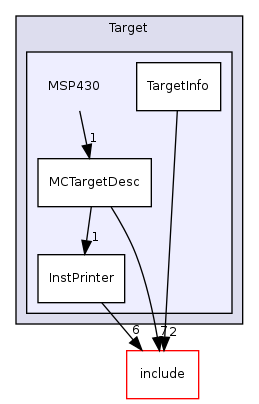 Target
MSP430
TargetInfo
1
MCTargetDesc
1
InstPrinter
6
7
2
include